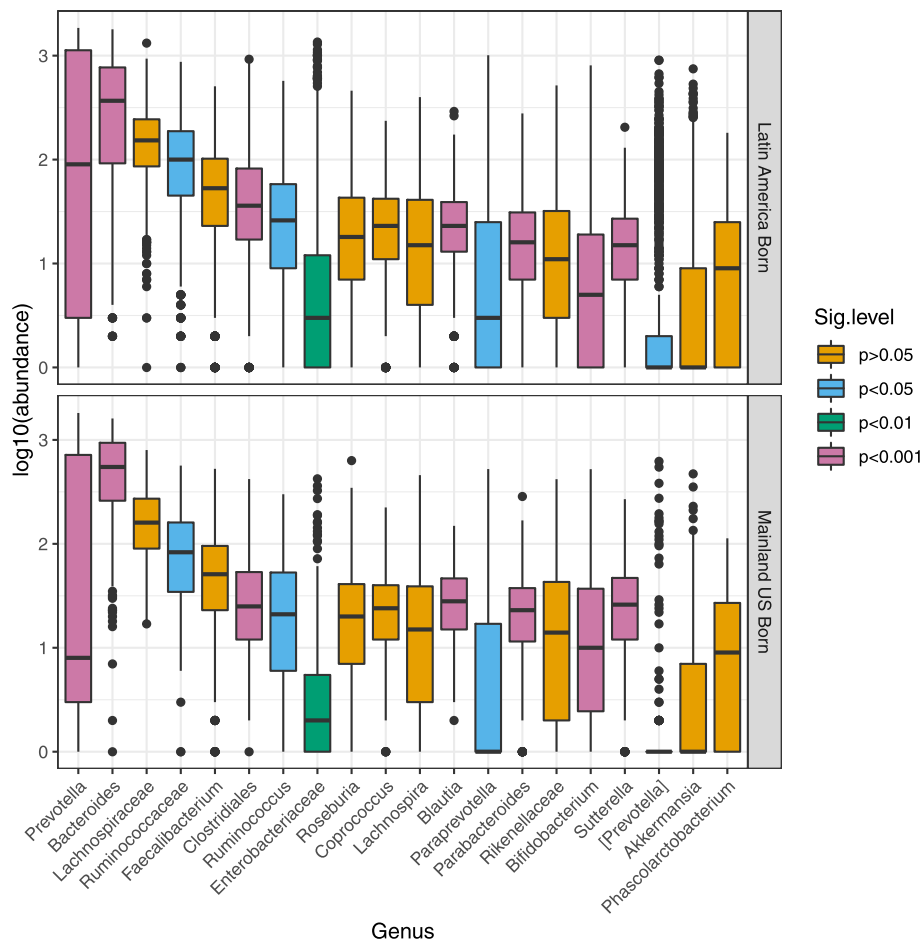 log10(abundance)
3
2
1
0
Latin America Born
3
2
1
0
Mainland US Born
Prevotella
Bacteroides
Lachnospiraceae
Ruminococcaceae
Faecalibacterium
Clostridiales
Ruminococcus
Enterobacteriaceae
Roseburia
Coprococcus
Lachnospira
Blautia
Paraprevotella
Parabacteroides
Rikenellaceae
Bifidobacterium
Sutterella
[Prevotella]
Akkermansia
Phascolarctobacterium
Genus
Sig.level
p>0.05
p<0.05
p<0.01
p<0.001